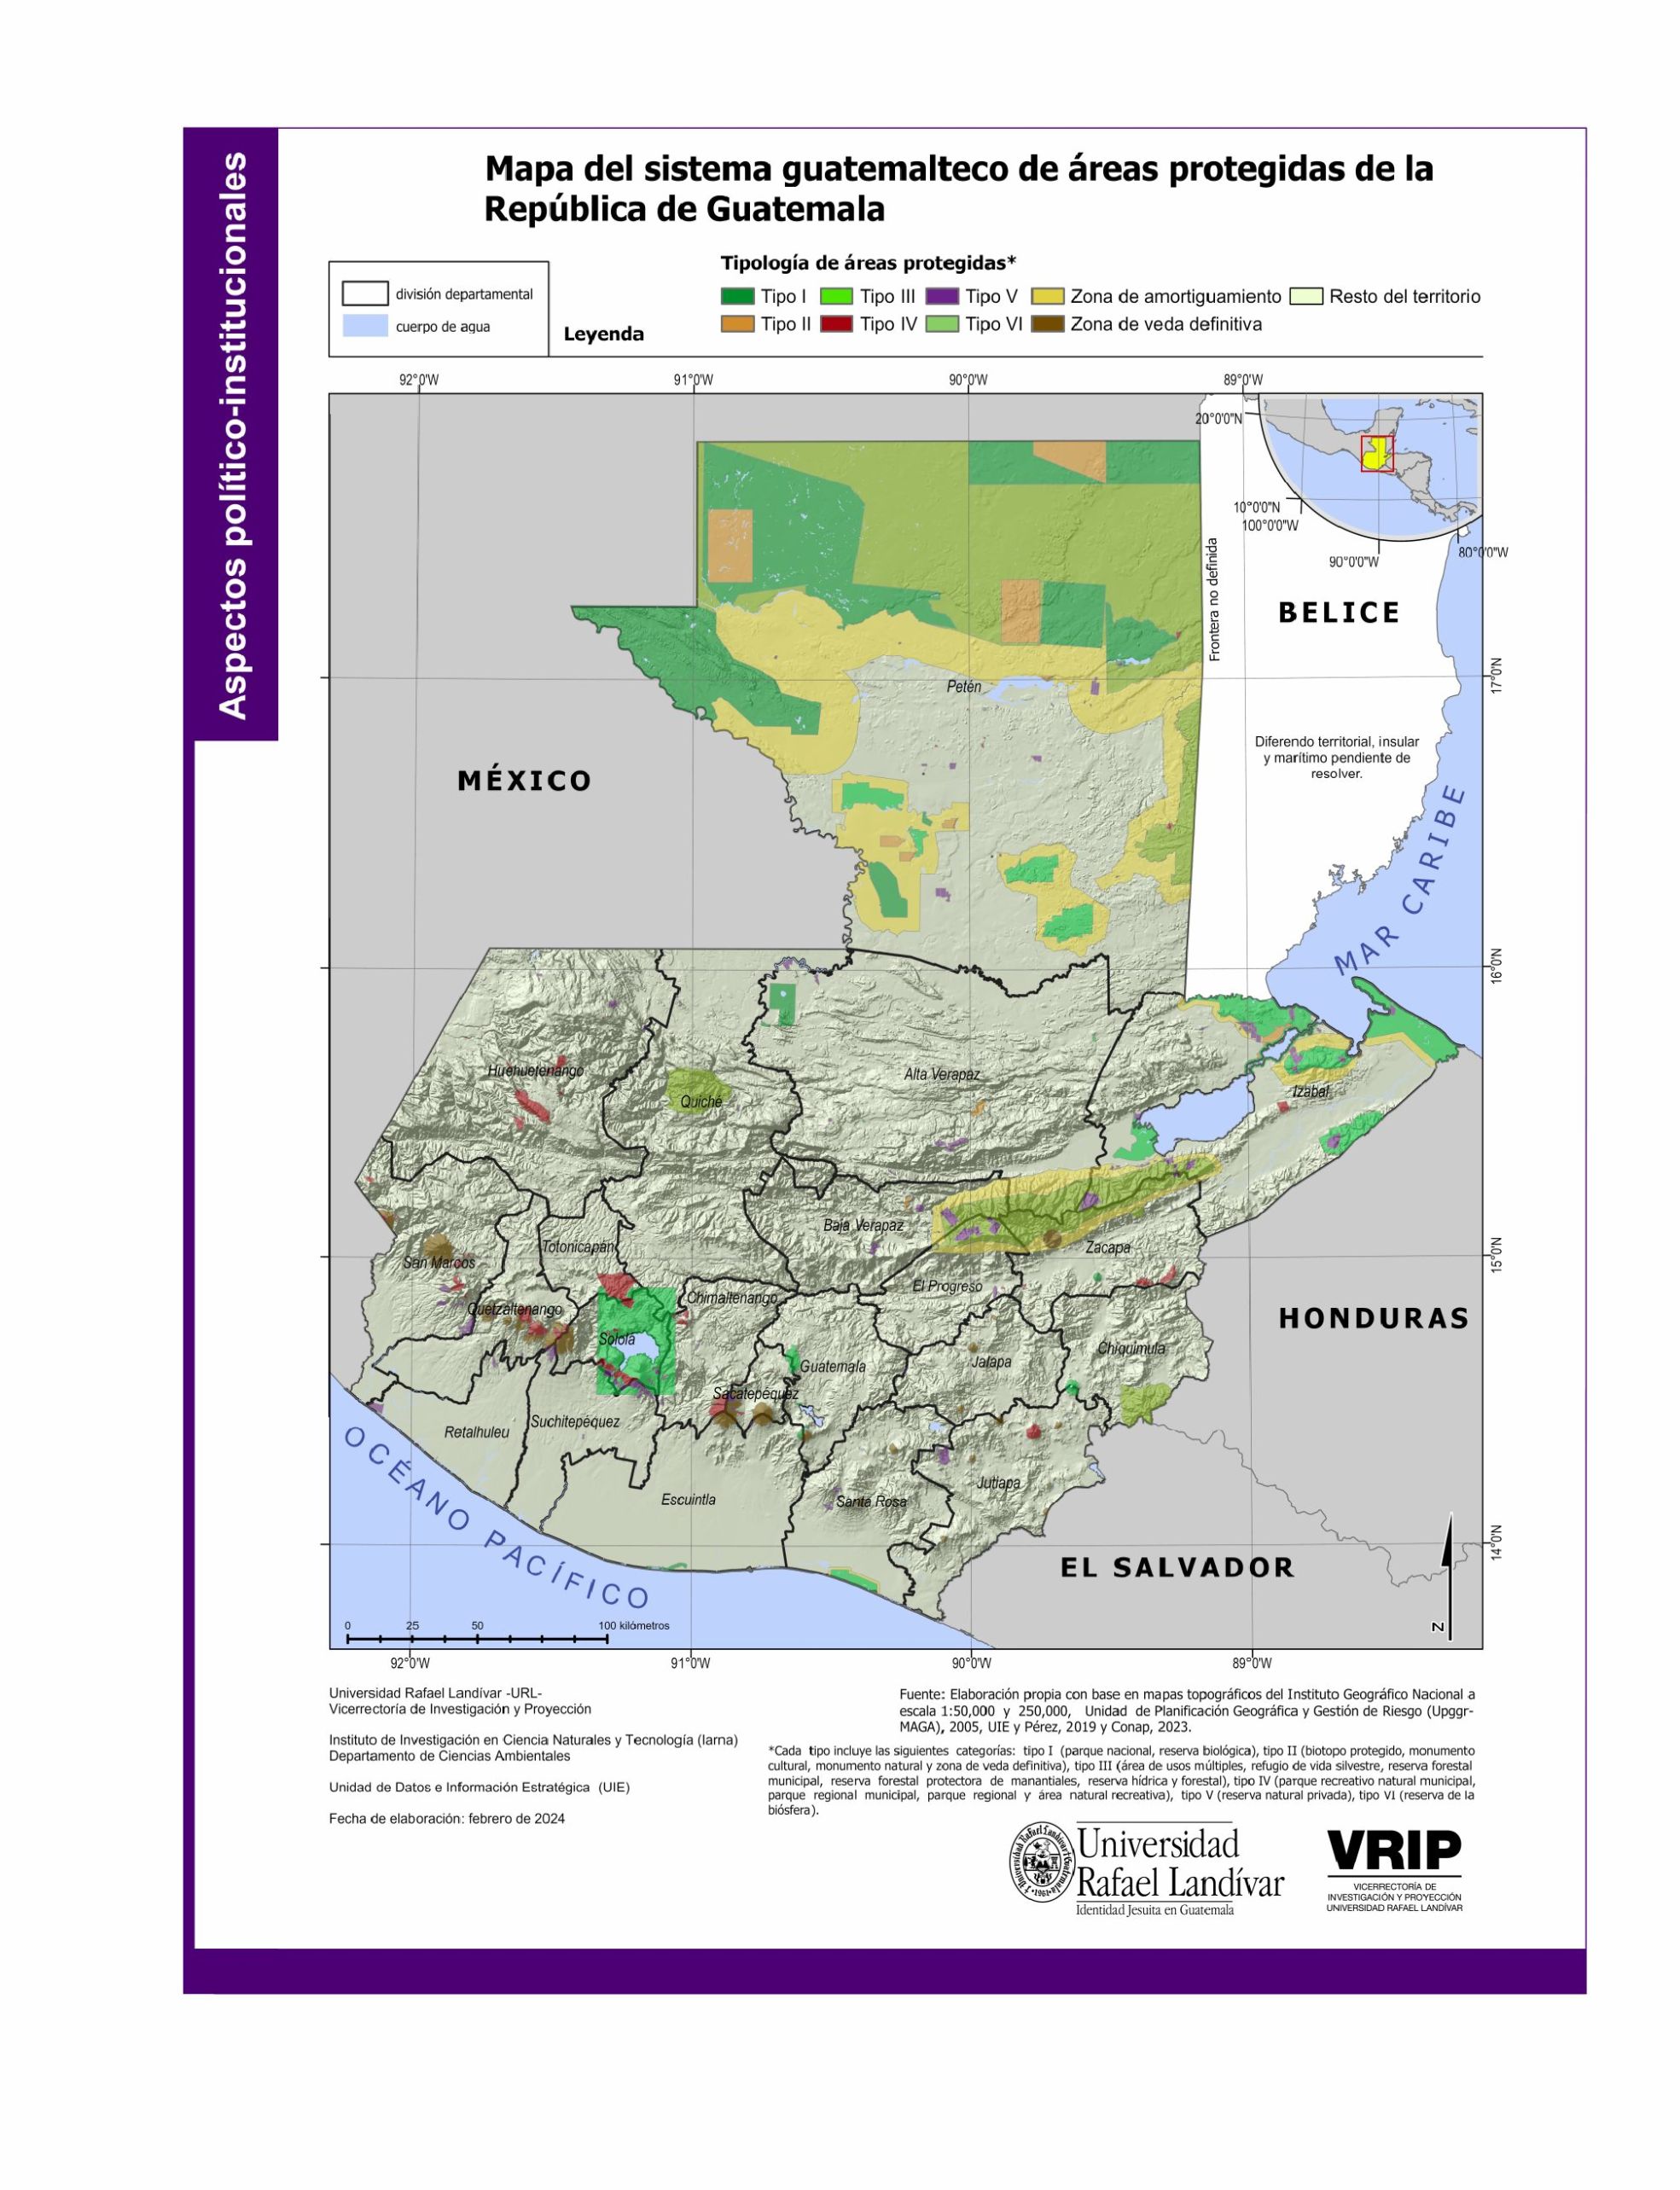 Aspectos político-institucionales
Mapa del sistema guatemalteco de áreas protegidas de la
República de Guatemala
división departamental
cuerpo de agua
Leyenda
Tipología de áreas protegidas*
Tipo I
Tipo III
Tipo V
Zona de amortiguamiento
Resto del territorio
Tipo II
Tipo IV
Tipo VI
Zona de veda definitiva
92°0'W
91°0'W
90°0'W
89°0'W
20°0'0"N
10°0'0"N
100°0'0"W
90°0'0"W
80°0'0"W
Frontera no definida
BELICE
17°0'N
Petén
Diferendo territorial, insular
y marítimo pendiente de
resolver.
MÉXICO
MAR CARIBE
16°0'N
Huehuetenango
Quiché
Alta Verapaz
Izabal
Baja Verapaz
Totonicapán
Zacapa
15°0'N
San Marcos
El Progreso
Chimaltenango
Quetzaltenango
HONDURAS
Sololá
Chiquimula
Jalapa
Guatemala
Sacatepéquez
Suchitepéquez
Retalhuleu
Jutiapa
Escuintla
Santa Rosa
OCÉANO PACÍFICO
14°0'N
EL SALVADOR
0
25
50
100 kilómetros
N
92°0'W
91°0'W
90°0'W
89°0'W
Universidad Rafael Landívar -URL-
Vicerrectoría de Investigación y Proyección
Instituto de Investigación en Ciencia Naturales y Tecnología (Iarna)
Departamento de Ciencias Ambientales
Unidad de Datos e Información Estratégica (UIE)
Fecha de elaboración: febrero de 2024
Fuente: Elaboración propia con base en mapas topográficos del Instituto Geográfico Nacional a
escala 1:50,000 y 250,000, Unidad de Planificación Geográfica y Gestión de Riesgo (Upggr-
MAGA), 2005, UIE y Pérez, 2019 y Conap, 2023.
*Cada tipo incluye las siguientes categorías: tipo I (parque nacional, reserva biológica), tipo II (biotopo protegido, monumento
cultural, monumento natural y zona de veda definitiva), tipo III (área de usos múltiples, refugio de vida silvestre, reserva forestal
municipal, reserva forestal protectora de manantiales, reserva hídrica y forestal), tipo IV (parque recreativo natural municipal,
parque regional municipal, parque regional y área natural recreativa), tipo V (reserva natural privada), tipo VI (reserva de la
biósfera).
Universidad
Rafael Landívar
Identidad Jesuita en Guatemala
VRIP
VICERRECTORÍA DE
INVESTIGACIÓN Y PROYECCIÓN
UNIVERSIDAD RAFAEL LANDÍVAR